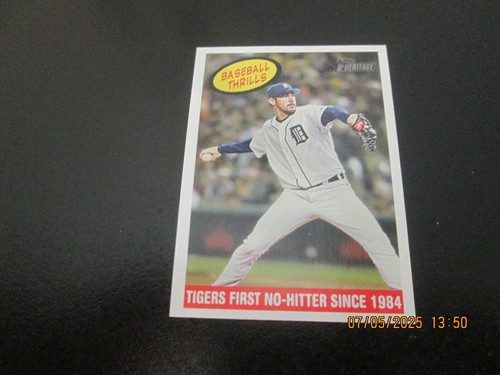 BASEBALL
THRILLS
HERITAGE
D
TIGERS FIRST NO-HITTER SINCE 1984
07/05/2025 13:50